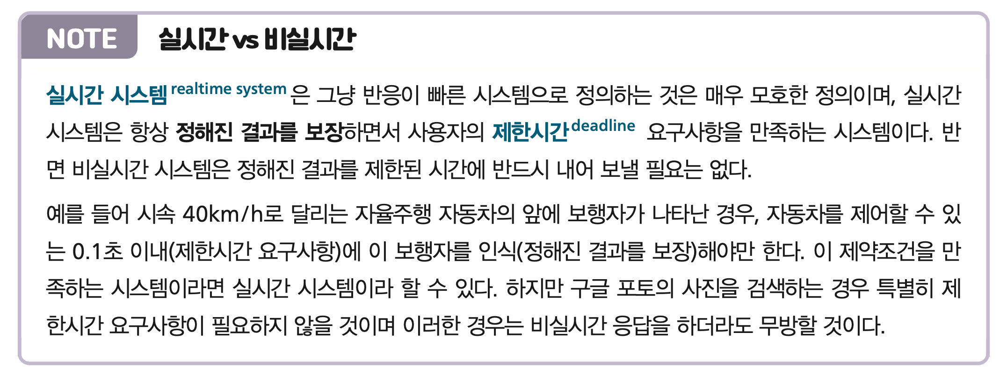 NOTE 실시간 vs 비실시간
실시간 시스템 realtime system 은 그냥 반응이 빠른 시스템으로 정의하는 것은 매우 모호한 정의이며, 실시간
시스템은 항상 정해진 결과를 보장하면서 사용자의 제한시간 deadline 요구사항을 만족하는 시스템이다. 반
면 비실시간 시스템은 정해진 결과를 제한된 시간에 반드시 내어 보낼 필요는 없다.
예를 들어 시속 40km/h로 달리는 자율주행 자동차의 앞에 보행자가 나타난 경우, 자동차를 제어할 수 있
는 0.1초 이내(제한시간 요구사항)에 이 보행자를 인식(정해진 결과를 보장)해야만 한다. 이 제약조건을 만
족하는 시스템이라면 실시간 시스템이라 할 수 있다. 하지만 구글 포토의 사진을 검색하는 경우 특별히 제
한시간 요구사항이 필요하지 않을 것이며 이러한 경우는 비실시간 응답을 하더라도 무방할 것이다.